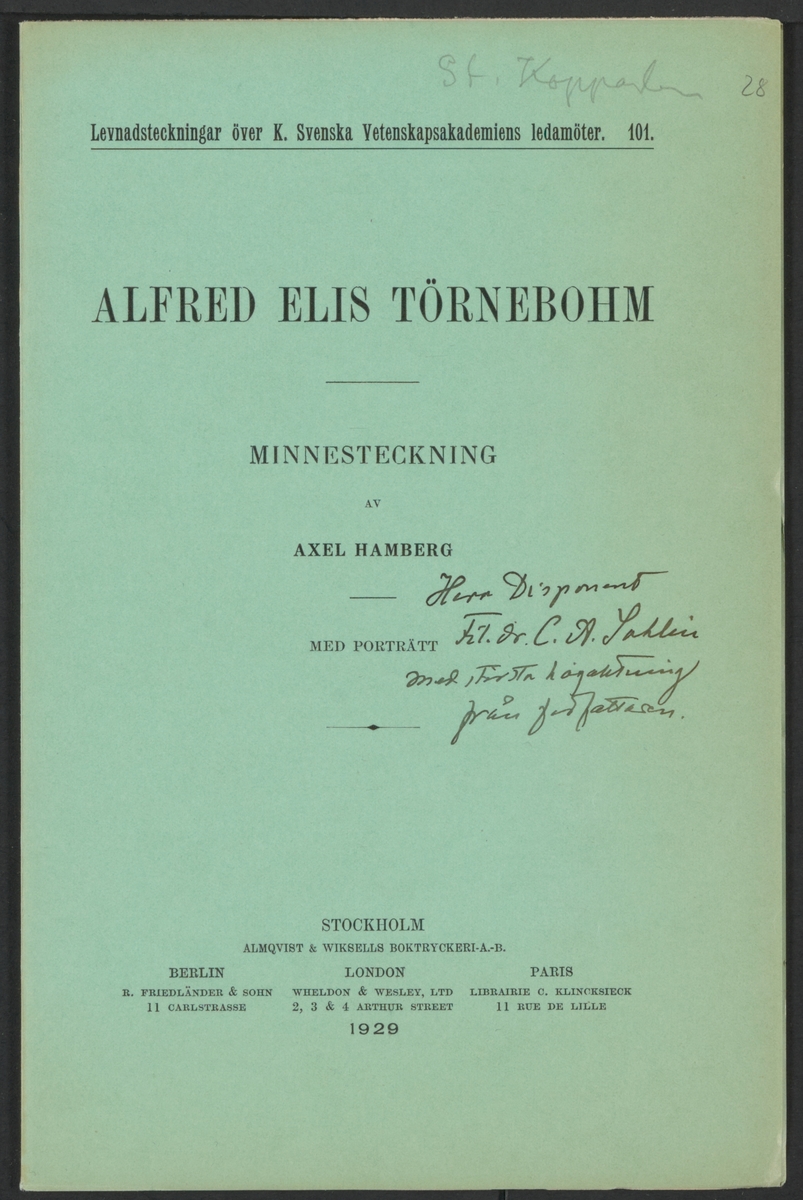 St. Kopparb
28
Levnadsteckningar över K. Svenska Vetenskapsakademiens ledamöter. 101.
ALFRED ELIS TÖRNEBOHM
MINNESTECKNING
AV
AXEL HAMBERG
Herr Disponent
MED PORTRÄTT
Fil. dr. C. A. Sahlin
med största högaktning
från författaren.
STOCKHOLM
ALMQVIST & WIKSELLS BOKTRYCKERI-A.-B.
BERLIN LONDON PARIS
R. FRIEDLÄNDER & SOHN WHELDON & WESLEY, LTD LIBRAIRIE C. KLINCKSIECK
11 CARLSTRASSE 2, 3 & 4 ARTHUR STREET 11 RUE DE LILLE
1929